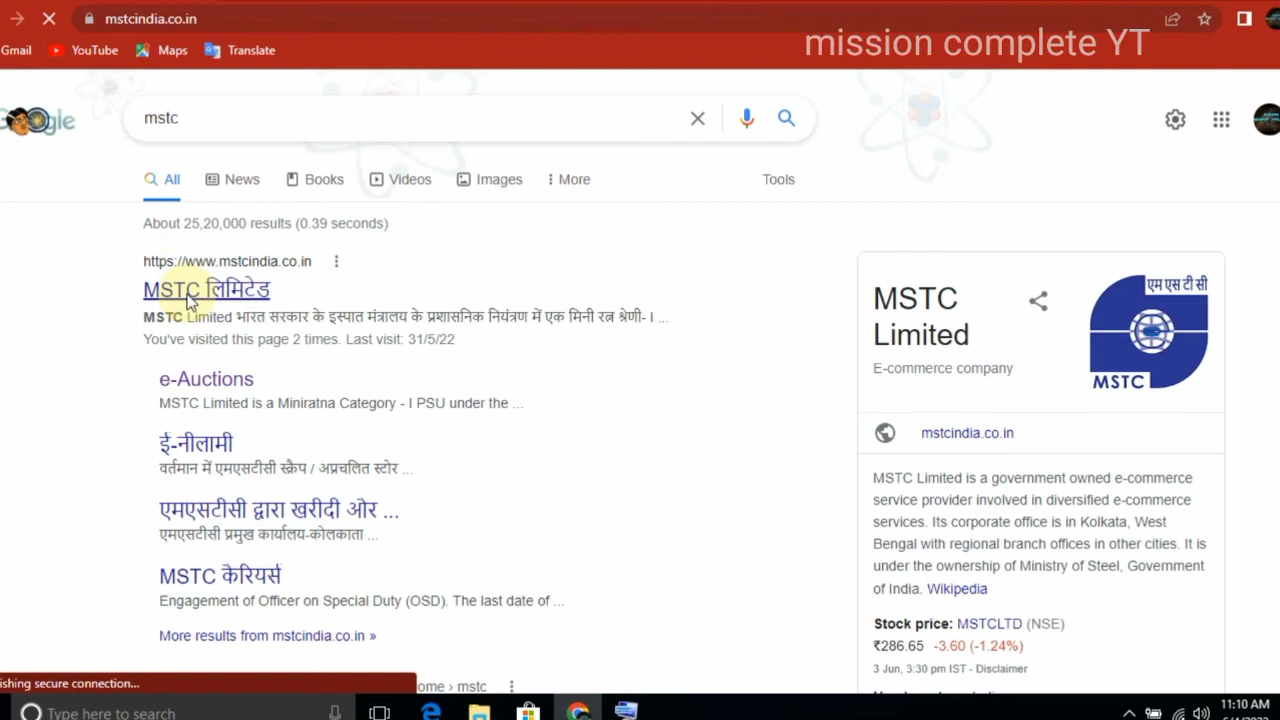 mstcindia.co.in
mission complete YT
Gmail YouTube Maps Translate
mstc
All News Books Videos Images More Tools
About 25,20,000 results (0.39 seconds)
https://www.mstcindia.co.in
MSTC लिमिटेड
MSTC Limited भारत सरकार के इस्पात मंत्रालय के प्रशासनिक नियंत्रण में एक मिनी रत्न श्रेणी- I ...
You've visited this page 2 times. Last visit: 31/5/22
e-Auctions
MSTC Limited is a Miniratna Category - I PSU under the ...
ई-नीलामी
वर्तमान में एमएसटीसी स्क्रैप / अप्रचलित स्टोर ...
एमएसटीसी द्वारा खरीदी और ...
एमएसटीसी प्रमुख कार्यालय-कोलकाता ...
MSTC कैरियर्स
Engagement of Officer on Special Duty (OSD). The last date of ...
More results from mstcindia.co.in »
MSTC
Limited
E-commerce company
एम एस टी सी
MSTC
mstcindia.co.in
MSTC Limited is a government owned e-commerce
service provider involved in diversified e-commerce
services. Its corporate office is in Kolkata, West
Bengal with regional branch offices in other cities. It is
under the ownership of Ministry of Steel, Government
of India. Wikipedia
Stock price: MSTCLTD (NSE)
₹286.65 -3.60 (-1.24%)
3 Jun, 3:30 pm IST - Disclaimer
ishing secure connection...
ome › mstc
Type here to search
11:10 AM